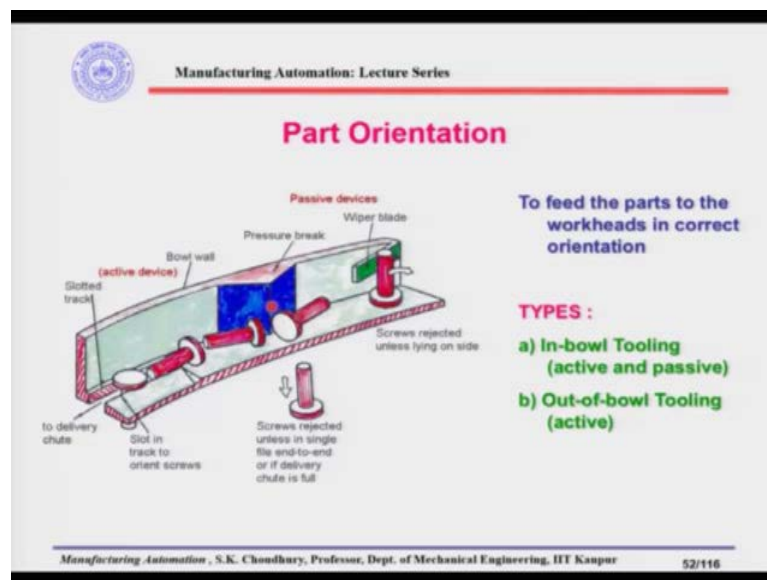 Manufacturing Automation: Lecture Series
Part Orientation
Passive devices
Wiper blade
Pressure break
Bowl wall
(active device)
Slotted
track
Screws rejected
unless lying on side
to delivery
chute
Slot in
track to
orient screws
Screws rejected
unless in single
file end-to-end
or if delivery
chute is full
To feed the parts to the
workheads in correct
orientation
TYPES :
a) In-bowl Tooling
(active and passive)
b) Out-of-bowl Tooling
(active)
Manufacturing Automation , S.K. Choudhury, Professor, Dept. of Mechanical Engineering, IIT Kanpur
52/116